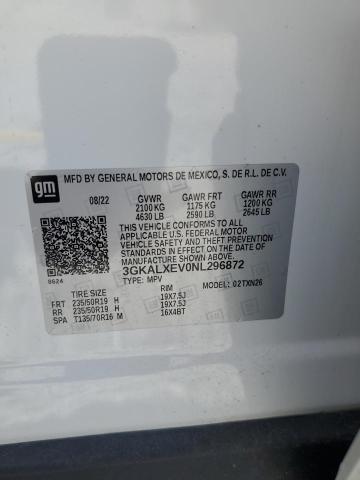 gm
MFD BY GENERAL MOTORS DE MEXICO, S. DE R.L. DE C.V.
08/22 GVWR GAWR FRT GAWR RR
2100 KG 1175 KG 1200 KG
4630 LB 2590 LB 2645 LB
THIS VEHICLE CONFORMS TO ALL APPLICABLE
U.S. FEDERAL MOTOR VEHICLE SAFETY,
BUMPER, AND THEFT PREVENTION STANDARDS
IN EFFECT ON THE DATE OF MANUFACTURE
SHOWN ABOVE.
3GKALXEV0NL296872
8624
TYPE: MPV
TIRE SIZE RIM MODEL: 02TXN26
FRT 235/50R19 H 19X7.5J
RR 235/50R19 H 19X7.5J
SPA T135/70R16 M 16X4BT